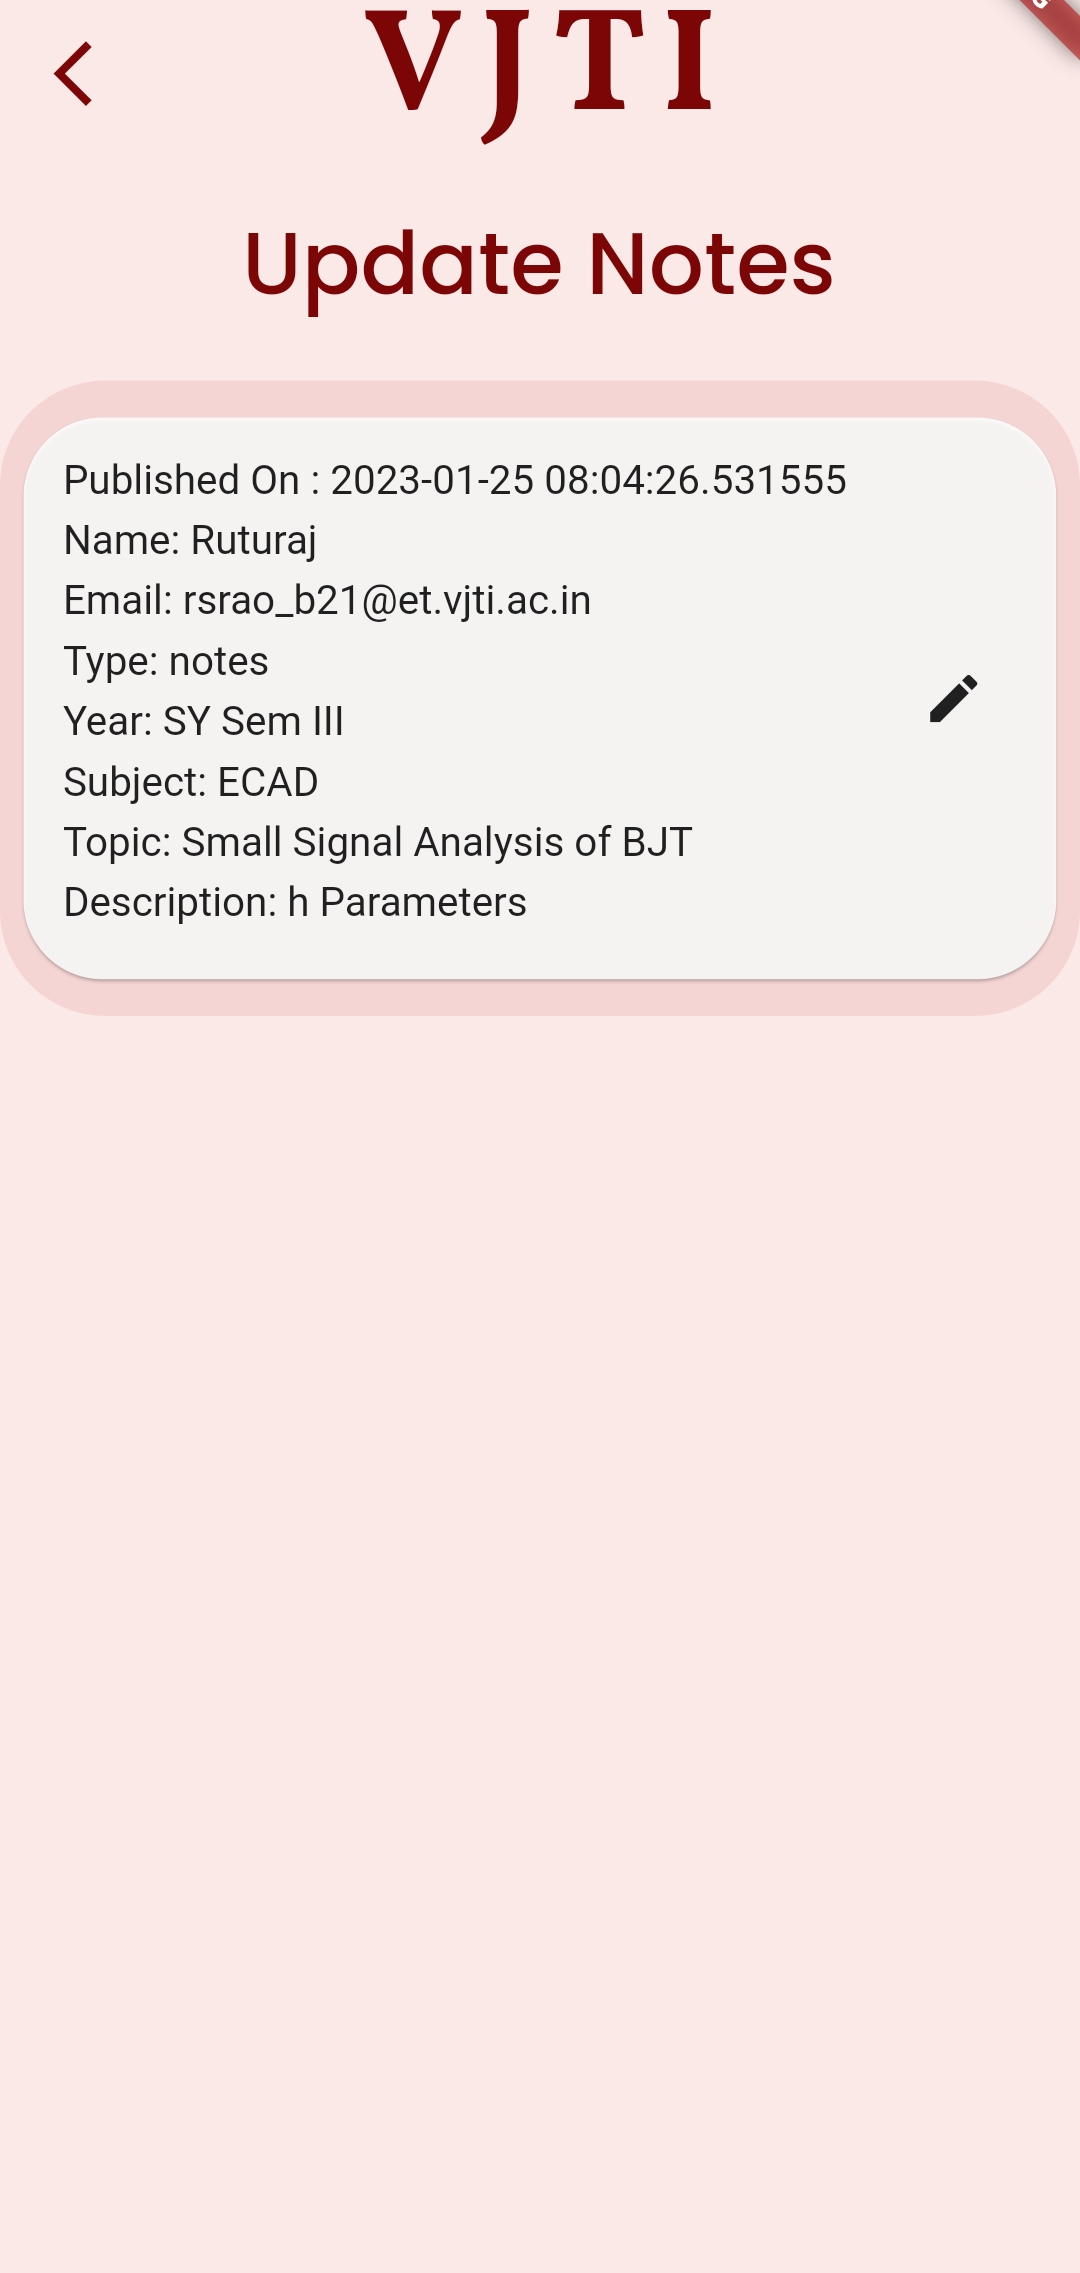 VJTI
Update Notes
Published On : 2023-01-25 08:04:26.531555
Name: Ruturaj
Email: rsrao_b21@et.vjti.ac.in
Type: notes
Year: SY Sem III
Subject: ECAD
Topic: Small Signal Analysis of BJT
Description: h Parameters